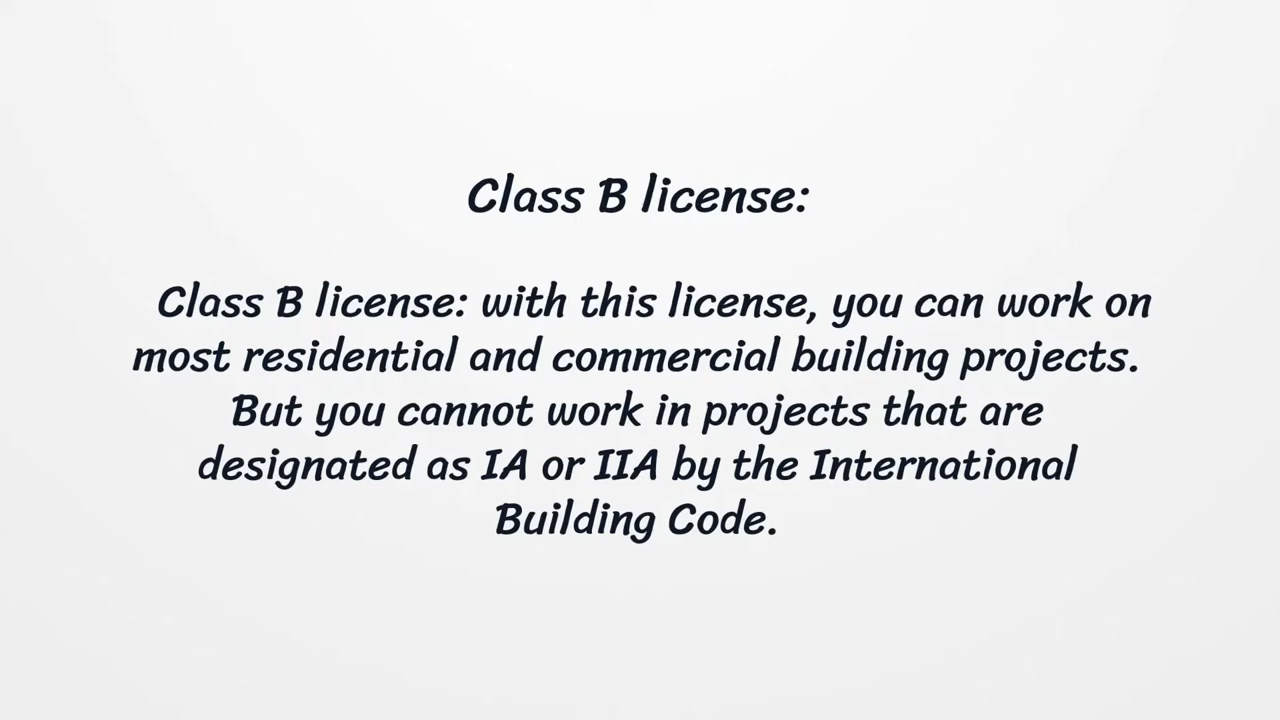 Class B license:
Class B license: with this license, you can work on
most residential and commercial building projects.
But you cannot work in projects that are
designated as IA or IIA by the International
Building Code.